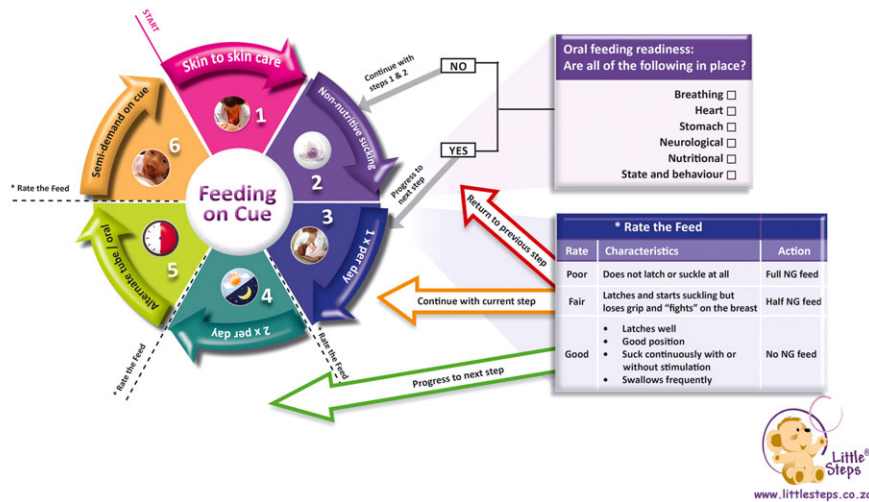 START
Skin to skin care
1
Non-nutritive sucking
2
1 x per day
3
2 x per day
4
Alternate tube / oral
5
Semi-demand on cue
6
Feeding
on Cue
* Rate the Feed
* Rate the Feed
* Rate the Feed
Continue with
steps 1 & 2
NO
YES
Progress to
next step
Oral feeding readiness:
Are all of the following in place?
Breathing
Heart
Stomach
Neurological
Nutritional
State and behaviour
Return to previous step
Continue with current step
Progress to next step
* Rate the Feed
Rate Characteristics Action
Poor Does not latch or suckle at all Full NG feed
Fair Latches and starts suckling but
loses grip and “fights” on the breast Half NG feed
Good • Latches well
• Good position
• Suck continuously with or
without stimulation No NG feed
• Swallows frequently
Little®
Steps
www.littlesteps.co.za